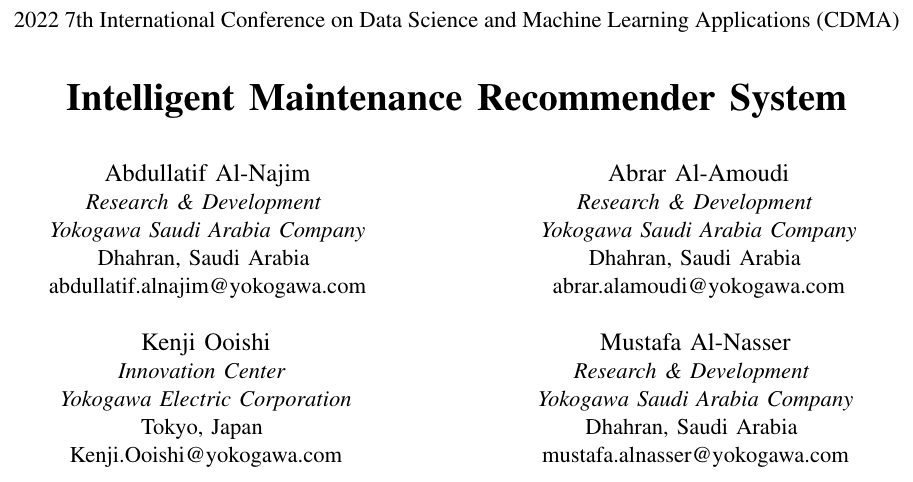 2022 7th International Conference on Data Science and Machine Learning Applications (CDMA)
Intelligent Maintenance Recommender System
Abdullatif Al-Najim
Research & Development
Yokogawa Saudi Arabia Company
Dhahran, Saudi Arabia
abdullatif.alnajim@yokogawa.com
Abrar Al-Amoudi
Research & Development
Yokogawa Saudi Arabia Company
Dhahran, Saudi Arabia
abrar.alamoudi@yokogawa.com
Kenji Ooishi
Innovation Center
Yokogawa Electric Corporation
Tokyo, Japan
Kenji.Ooishi@yokogawa.com
Mustafa Al-Nasser
Research & Development
Yokogawa Saudi Arabia Company
Dhahran, Saudi Arabia
mustafa.alnasser@yokogawa.com